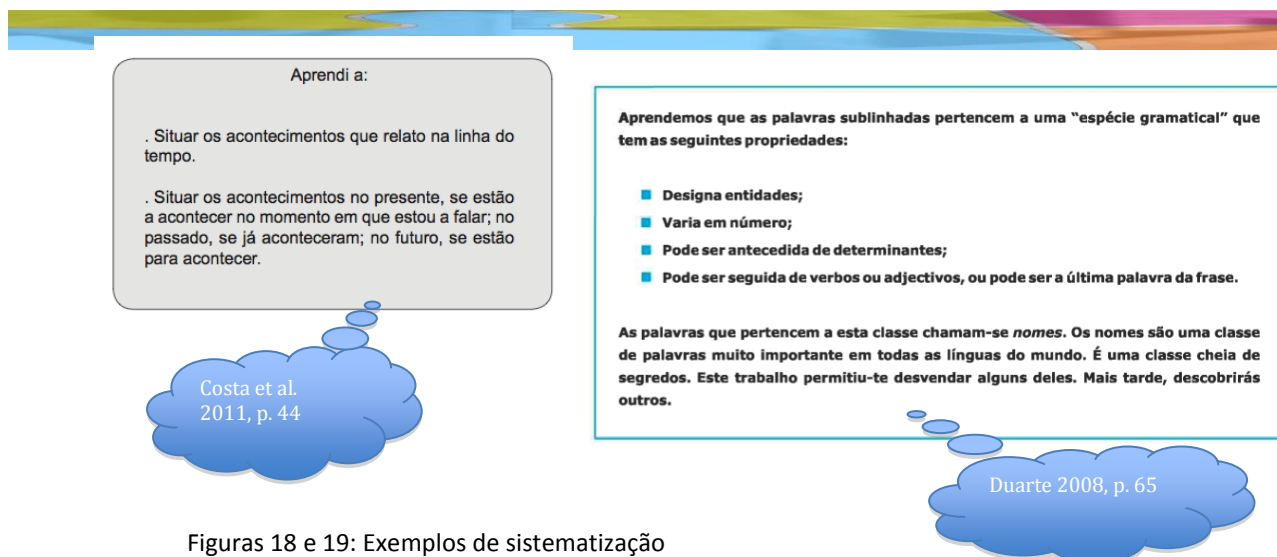 Aprendi a:
. Situar os acontecimentos que relato na linha do
tempo.
. Situar os acontecimentos no presente, se estão
a acontecer no momento em que estou a falar; no
passado, se já aconteceram; no futuro, se estão
para acontecer.
Costa et al.
2011, p. 44
Aprendemos que as palavras sublinhadas pertencem a uma “espécie gramatical” que
tem as seguintes propriedades:
Designa entidades;
Varia em número;
Pode ser antecedida de determinantes;
Pode ser seguida de verbos ou adjectivos, ou pode ser a última palavra da frase.
As palavras que pertencem a esta classe chamam-se nomes. Os nomes são uma classe
de palavras muito importante em todas as línguas do mundo. É uma classe cheia de
segredos. Este trabalho permitiu-te desvendar alguns deles. Mais tarde, descobrirás
outros.
Duarte 2008, p. 65
Figuras 18 e 19: Exemplos de sistematização